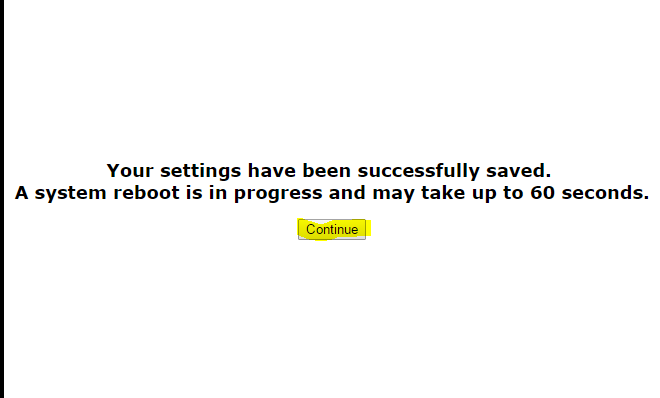 Your settings have been successfully saved.
A system reboot is in progress and may take up to 60 seconds.
Continue